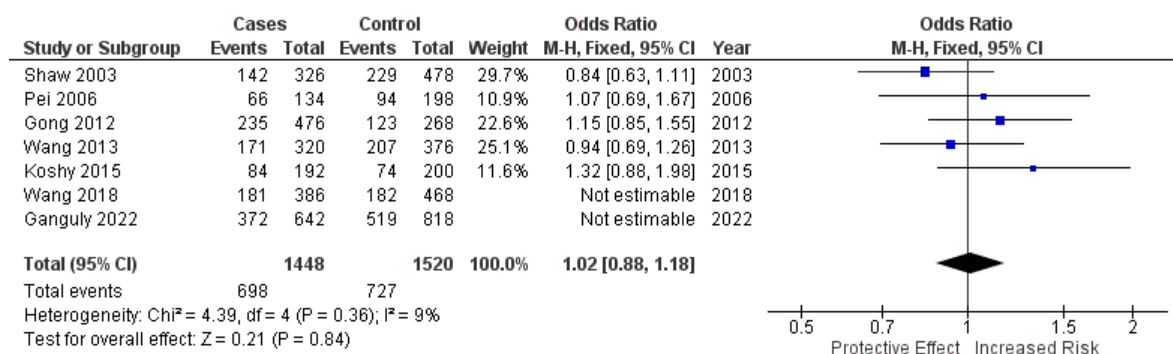 Cases Control Odds Ratio Odds Ratio
Study or Subgroup Events Total Events Total Weight M-H, Fixed, 95% CI Year M-H, Fixed, 95% CI
Shaw 2003 142 326 229 478 29.7% 0.84 [0.63, 1.11] 2003
Pei 2006 66 134 94 198 10.9% 1.07 [0.69, 1.67] 2006
Gong 2012 235 476 123 268 22.6% 1.15 [0.85, 1.55] 2012
Wang 2013 171 320 207 376 25.1% 0.94 [0.69, 1.26] 2013
Koshy 2015 84 192 74 200 11.6% 1.32 [0.88, 1.98] 2015
Wang 2018 181 386 182 468 Not estimable 2018
Ganguly 2022 372 642 519 818 Not estimable 2022
Total (95% CI) 1448 1520 100.0% 1.02 [0.88, 1.18]
Total events 698 727
Heterogeneity: Chi² = 4.39, df = 4 (P = 0.36); I² = 9%
Test for overall effect: Z = 0.21 (P = 0.84)
0.5 0.7 1 1.5 2
Protective Effect Increased Risk